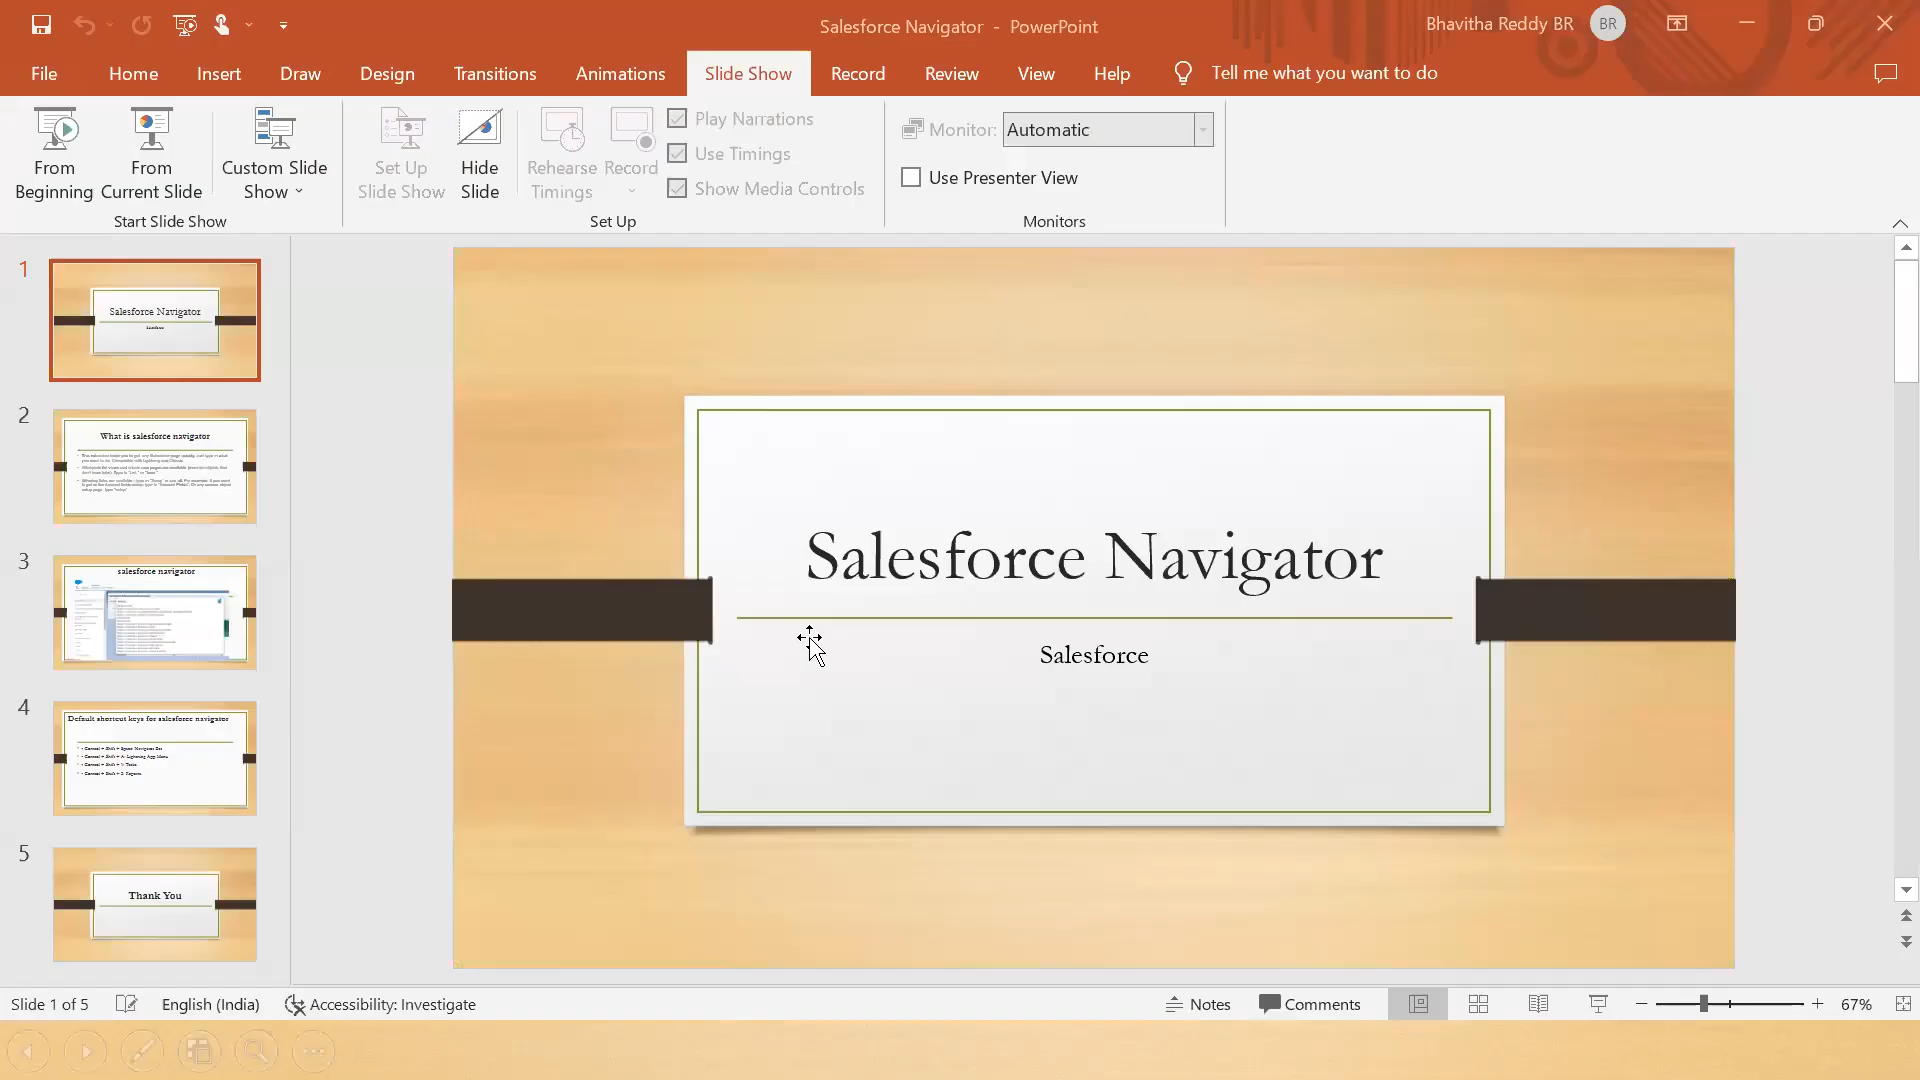 Salesforce Navigator - PowerPoint
Bhavitha Reddy BR BR
File Home Insert Draw Design Transitions Animations Slide Show Record Review View Help Tell me what you want to do
From Beginning
From Current Slide
Custom Slide Show
Start Slide Show
Set Up Slide Show
Hide Slide
Rehearse Timings
Record
Play Narrations
Use Timings
Show Media Controls
Set Up
Monitor: Automatic
Use Presenter View
Monitors
1
Salesforce Navigator
Salesforce
2
What is salesforce navigator
3
salesforce navigator
4
Default shortcut keys for salesforce navigator
5
Thank You
Salesforce Navigator
Salesforce
Slide 1 of 5 English (India) Accessibility: Investigate Notes Comments 67%